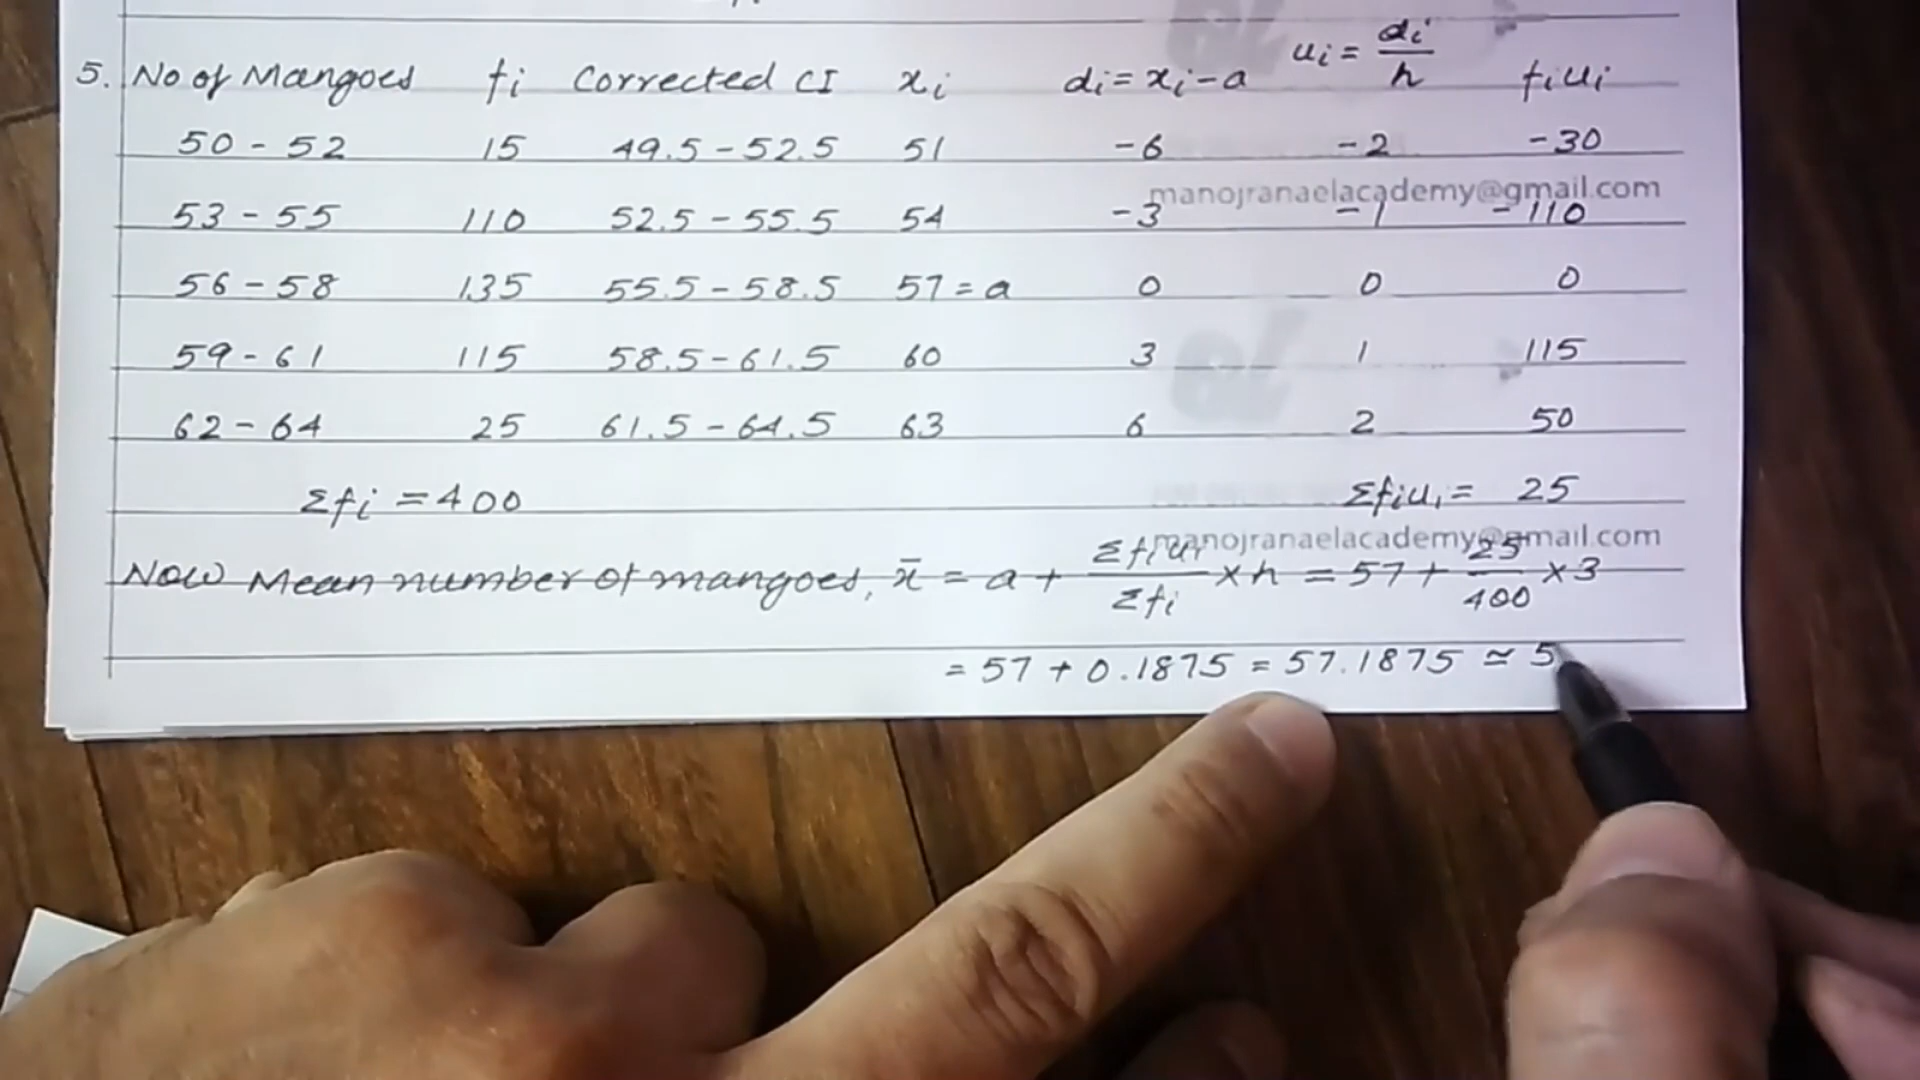 5. No of Mangoes fi Corrected CI xi di = xi - a ui = di/h fiui
50 - 52 15 49.5 - 52.5 51 -6 -2 -30
manojranaelacademy@gmail.com
53 - 55 110 52.5 - 55.5 54 -3 -1 -110
56 - 58 135 55.5 - 58.5 57 = a 0 0 0
59 - 61 115 58.5 - 61.5 60 3 1 115
62 - 64 25 61.5 - 64.5 63 6 2 50
Σfi = 400 Σfiui = 25
manojranaelacademy@gmail.com
Now Mean number of mangoes, x̄ = a + Σfiui/Σfi × h = 57 + 25/400 × 3
= 57 + 0.1875 = 57.1875 ≃ 5